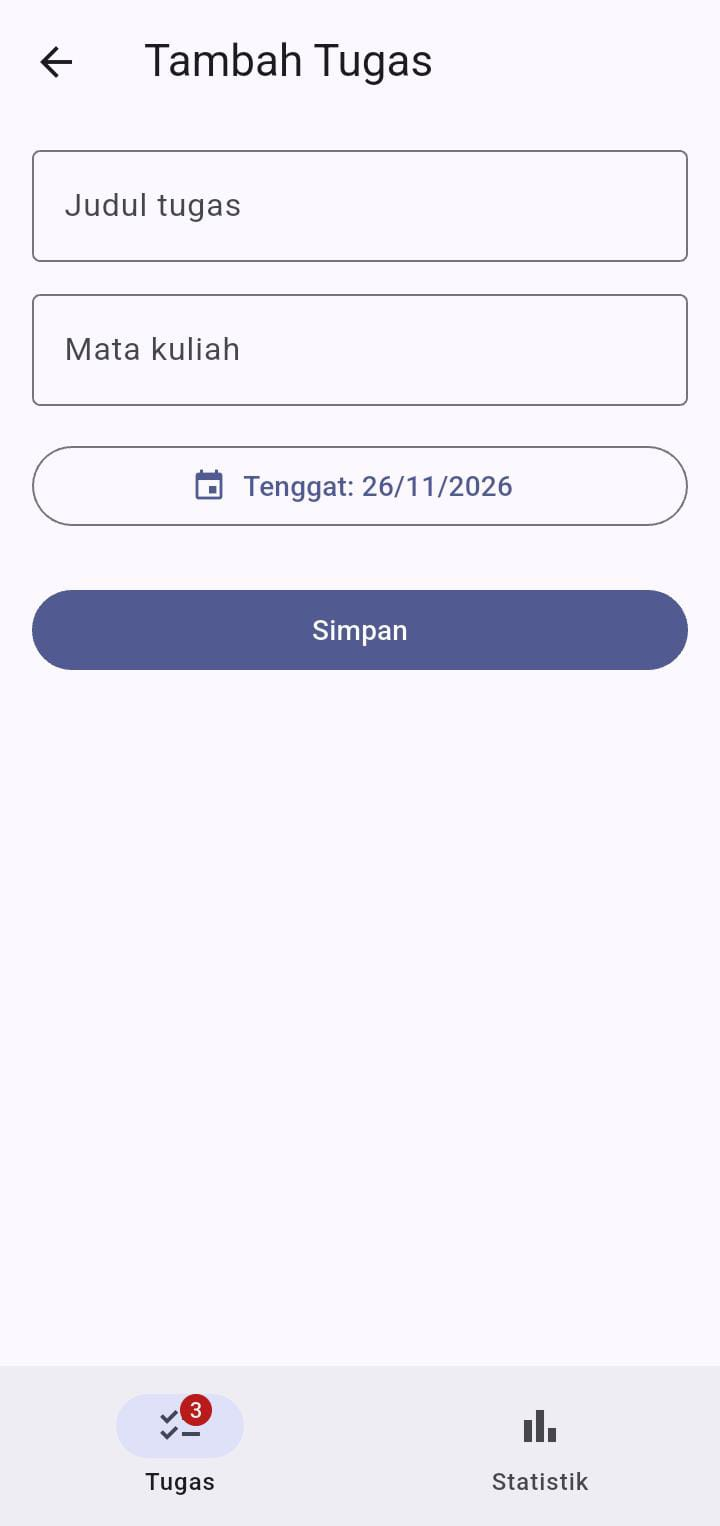 Tambah Tugas
Judul tugas
Mata kuliah
Tenggat: 26/11/2026
Simpan
3
Tugas
Statistik